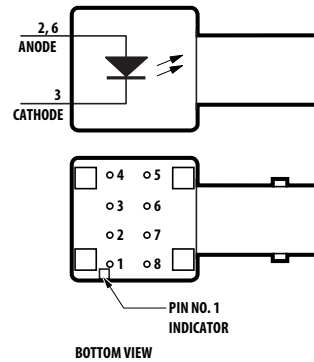 2, 6
ANODE
3
CATHODE
4 5
3 6
2 7
1 8
PIN NO. 1
INDICATOR
BOTTOM VIEW